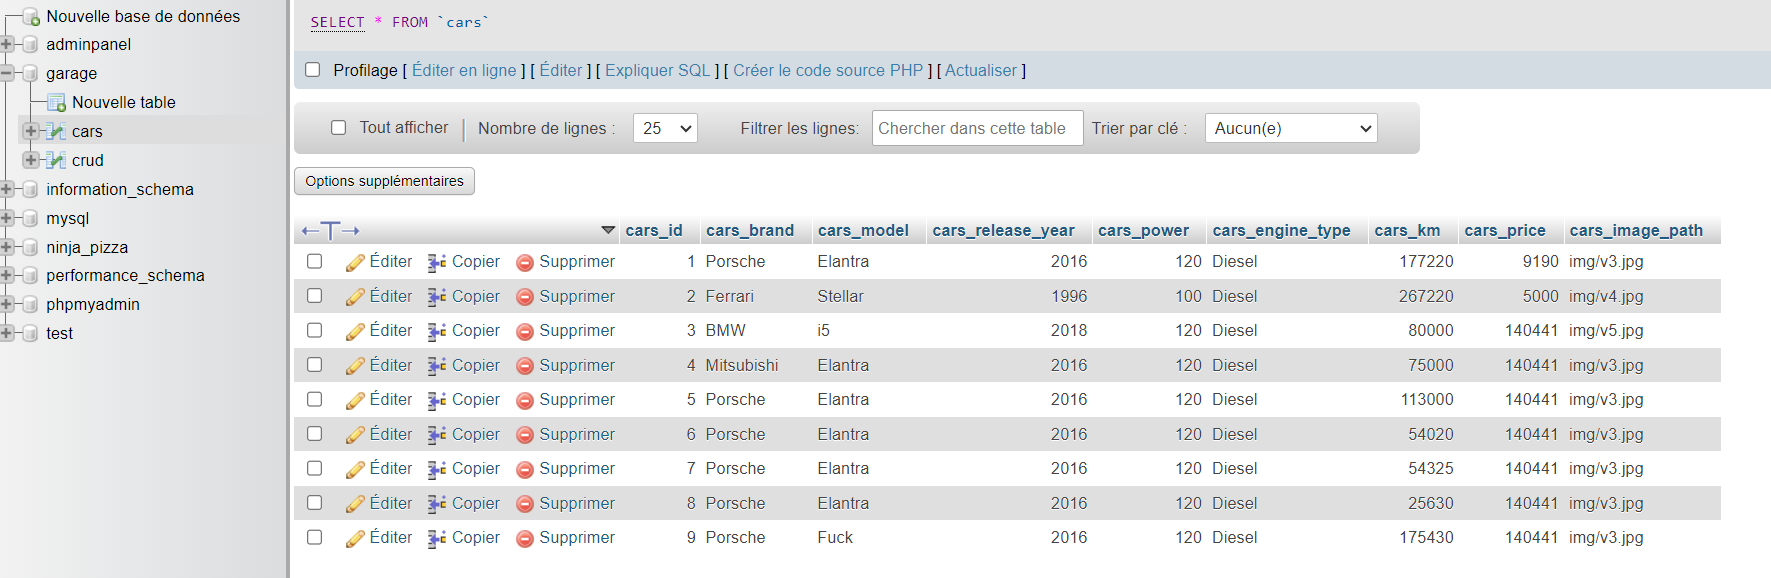 Nouvelle base de données
adminpanel
garage
Nouvelle table
cars
crud
information_schema
mysql
ninja_pizza
performance_schema
phpmyadmin
test
SELECT * FROM `cars`
Profilage [ Éditer en ligne ] [ Éditer ] [ Expliquer SQL ] [ Créer le code source PHP ] [ Actualiser ]
Tout afficher Nombre de lignes : 25 Filtrer les lignes: Chercher dans cette table Trier par clé : Aucun(e)
Options supplémentaires
←T→ cars_id cars_brand cars_model cars_release_year cars_power cars_engine_type cars_km cars_price cars_image_path
Éditer Copier Supprimer 1 Porsche Elantra 2016 120 Diesel 177220 9190 img/v3.jpg
Éditer Copier Supprimer 2 Ferrari Stellar 1996 100 Diesel 267220 5000 img/v4.jpg
Éditer Copier Supprimer 3 BMW i5 2018 120 Diesel 80000 140441 img/v5.jpg
Éditer Copier Supprimer 4 Mitsubishi Elantra 2016 120 Diesel 75000 140441 img/v3.jpg
Éditer Copier Supprimer 5 Porsche Elantra 2016 120 Diesel 113000 140441 img/v3.jpg
Éditer Copier Supprimer 6 Porsche Elantra 2016 120 Diesel 54020 140441 img/v3.jpg
Éditer Copier Supprimer 7 Porsche Elantra 2016 120 Diesel 54325 140441 img/v3.jpg
Éditer Copier Supprimer 8 Porsche Elantra 2016 120 Diesel 25630 140441 img/v3.jpg
Éditer Copier Supprimer 9 Porsche Fuck 2016 120 Diesel 175430 140441 img/v3.jpg